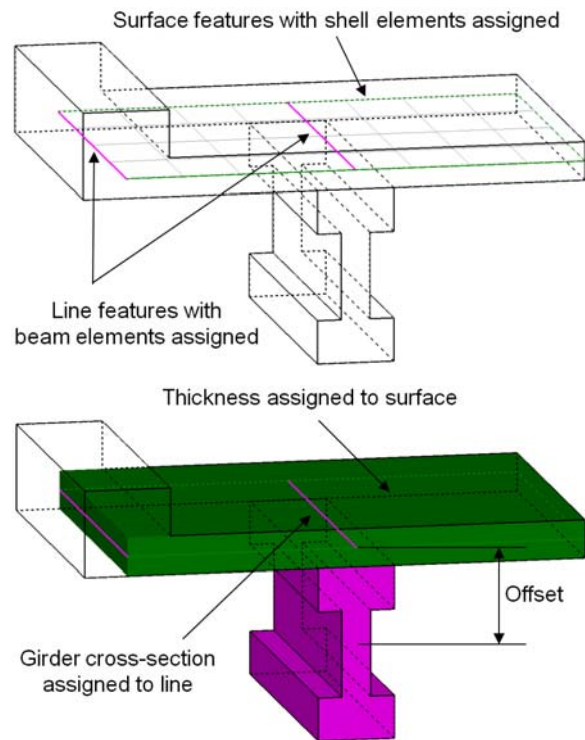 Surface features with shell elements assigned
Line features with
beam elements assigned
Thickness assigned to surface
Offset
Girder cross-section
assigned to line